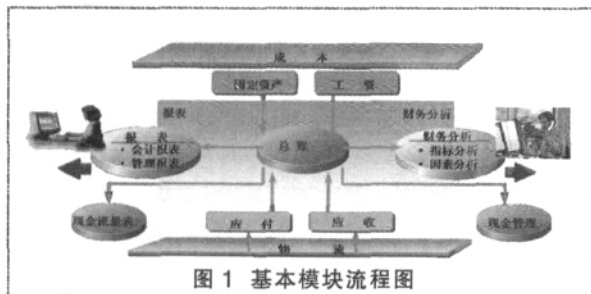 成 本
固定资产 工 资
报表 财务分析
报 表
· 会计报表
· 管理报表
总 账
财务分析
· 指标分析
· 因素分析
现金流量表
应 付 应 收
现金管理
物 流
图 1 基本模块流程图